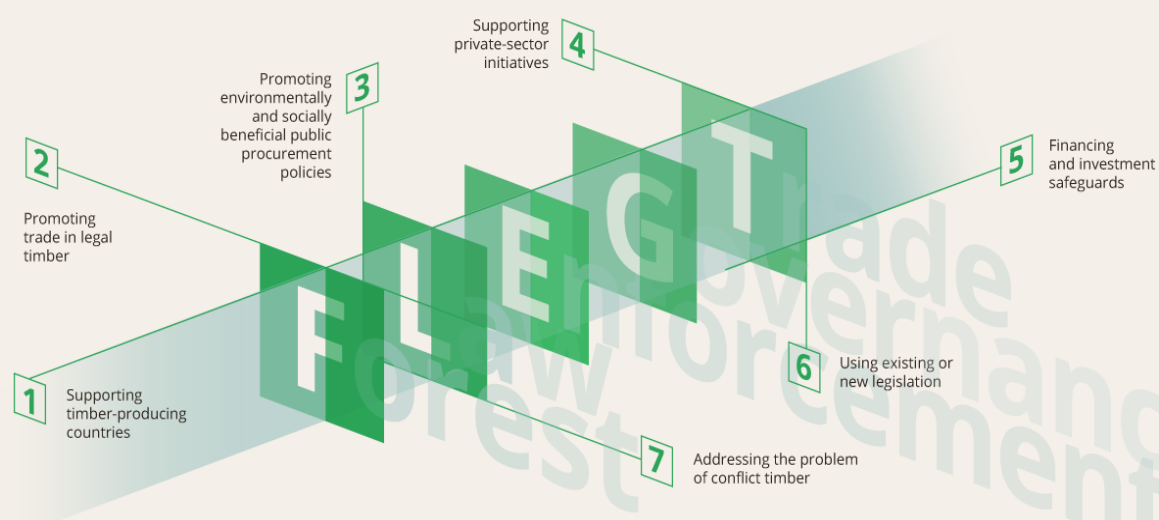 1
Supporting
timber-producing
countries
2
Promoting
trade in legal
timber
3
Promoting
environmentally
and socially
beneficial public
procurement
policies
4
Supporting
private-sector
initiatives
5
Financing
and investment
safeguards
6
Using existing or
new legislation
7
Addressing the problem
of conflict timber
F L E G T
Forest
Law
Enforcement
Governanc
Trade